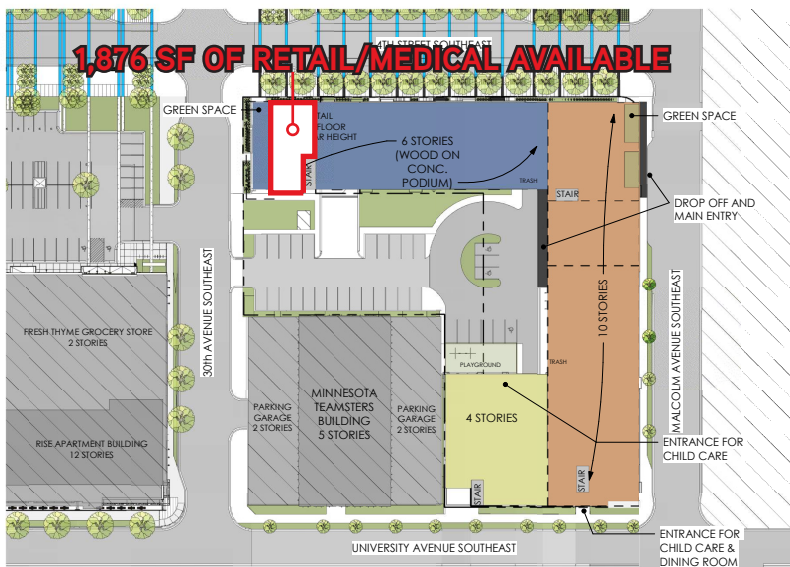 4TH STREET SOUTHEAST
1,876 SF OF RETAIL/MEDICAL AVAILABLE
GREEN SPACE
TAIL
FLOOR
AR HEIGHT
STAIR
6 STORIES
(WOOD ON
CONC.
PODIUM)
TRASH
GREEN SPACE
STAIR
DROP OFF AND
MAIN ENTRY
30th AVENUE SOUTHEAST
10 STORIES
MALCOLM AVENUE SOUTHEAST
FRESH THYME GROCERY STORE
2 STORIES
RISE APARTMENT BUILDING
12 STORIES
PARKING
GARAGE
2 STORIES
MINNESOTA
TEAMSTERS
BUILDING
5 STORIES
PARKING
GARAGE
2 STORIES
PLAYGROUND
TRASH
4 STORIES
STAIR
STAIR
ENTRANCE FOR
CHILD CARE
ENTRANCE FOR
CHILD CARE &
DINING ROOM
UNIVERSITY AVENUE SOUTHEAST